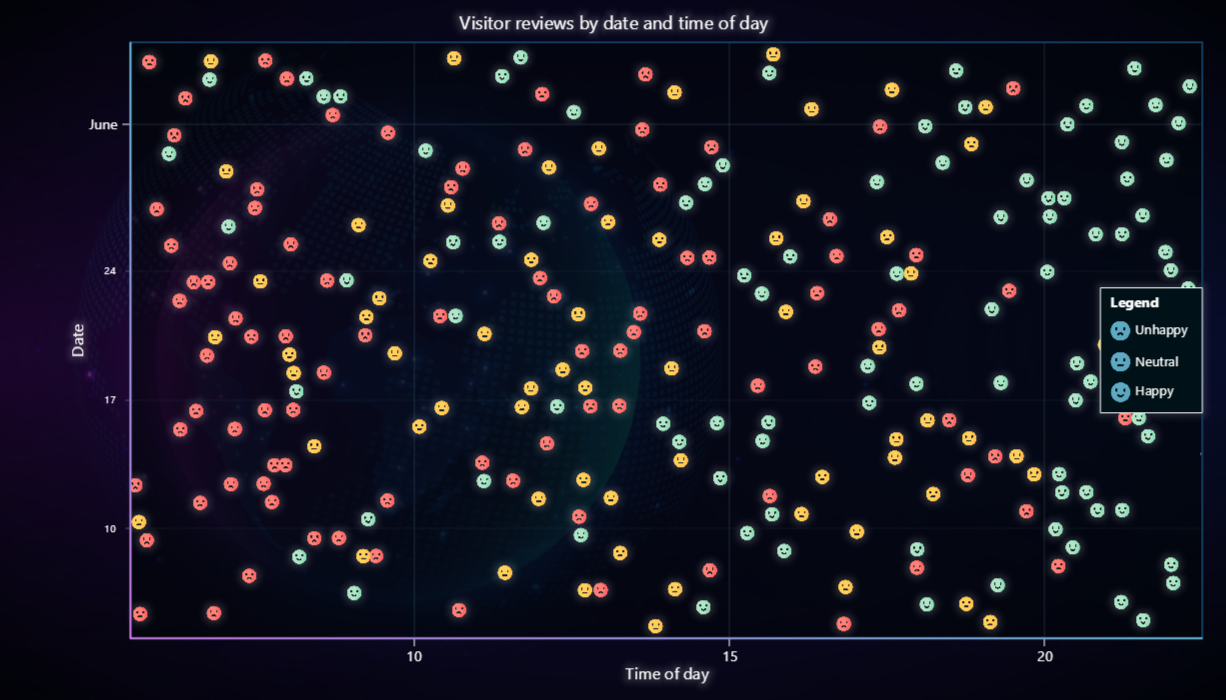 Visitor reviews by date and time of day
June
24
17
10
Date
10
15
20
Time of day
Legend
Unhappy
Neutral
Happy